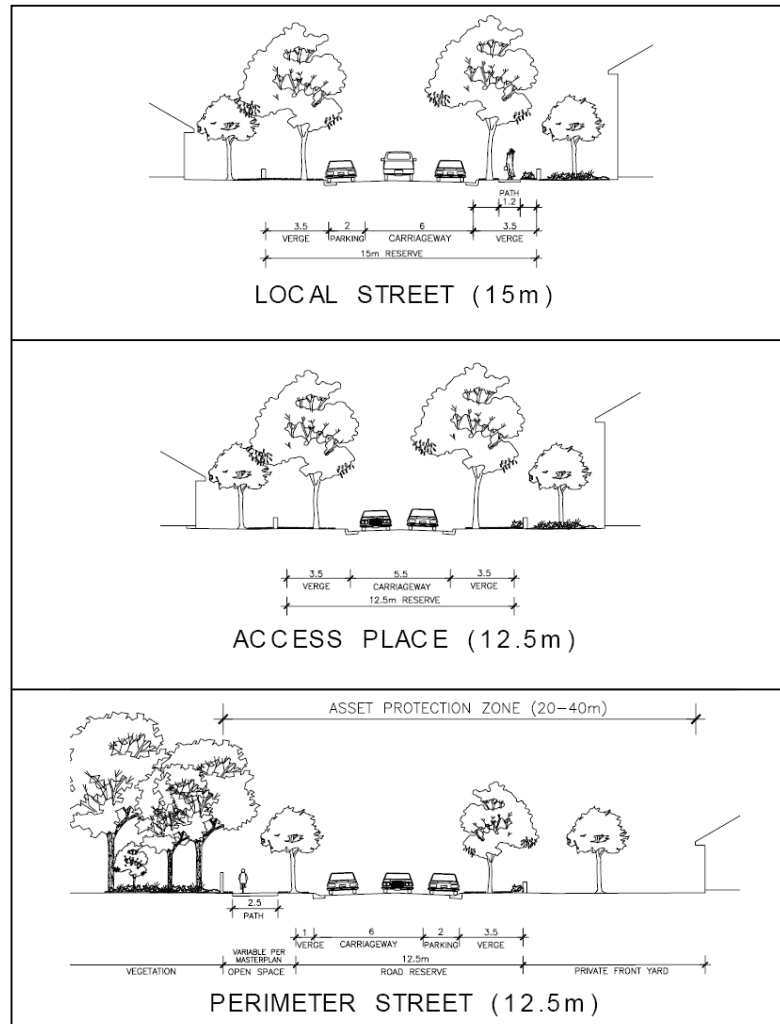 PATH
1.2
3.5 2 6 3.5
VERGE PARKING CARRIAGEWAY VERGE
15m RESERVE
LOCAL STREET (15m)
3.5 5.5 3.5
VERGE CARRIAGEWAY VERGE
12.5m RESERVE
ACCESS PLACE (12.5m)
ASSET PROTECTION ZONE (20-40m)
2.5
PATH
1 6 2 3.5
VERGE CARRIAGEWAY PARKING VERGE
VARIABLE PER
MASTERPLAN
12.5m
VEGETATION OPEN SPACE ROAD RESERVE PRIVATE FRONT YARD
PERIMETER STREET (12.5m)